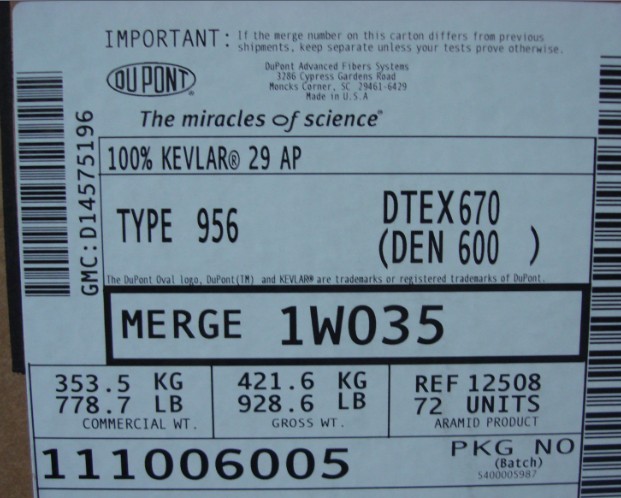 IMPORTANT: If the merge number on this carton differs from previous
shipments, keep separate unless your tests prove otherwise.
DuPont Advanced Fibers Systems
3286 Cypress Gardens Road
Moncks Corner, SC 29461-6429
Made in U.S.A
DU PONT
The miracles of science®
GMC:D14575196
100% KEVLAR® 29 AP
TYPE 956
DTEX670
(DEN 600 )
The DuPont Oval logo, DuPont(TM) and KEVLAR® are trademarks or registered trademarks of DuPont.
MERGE 1W035
353.5 KG
778.7 LB
COMMERCIAL WT.
421.6 KG
928.6 LB
GROSS WT.
REF 12508
72 UNITS
ARAMID PRODUCT
111006005
PKG NO
(Batch)
5400005987